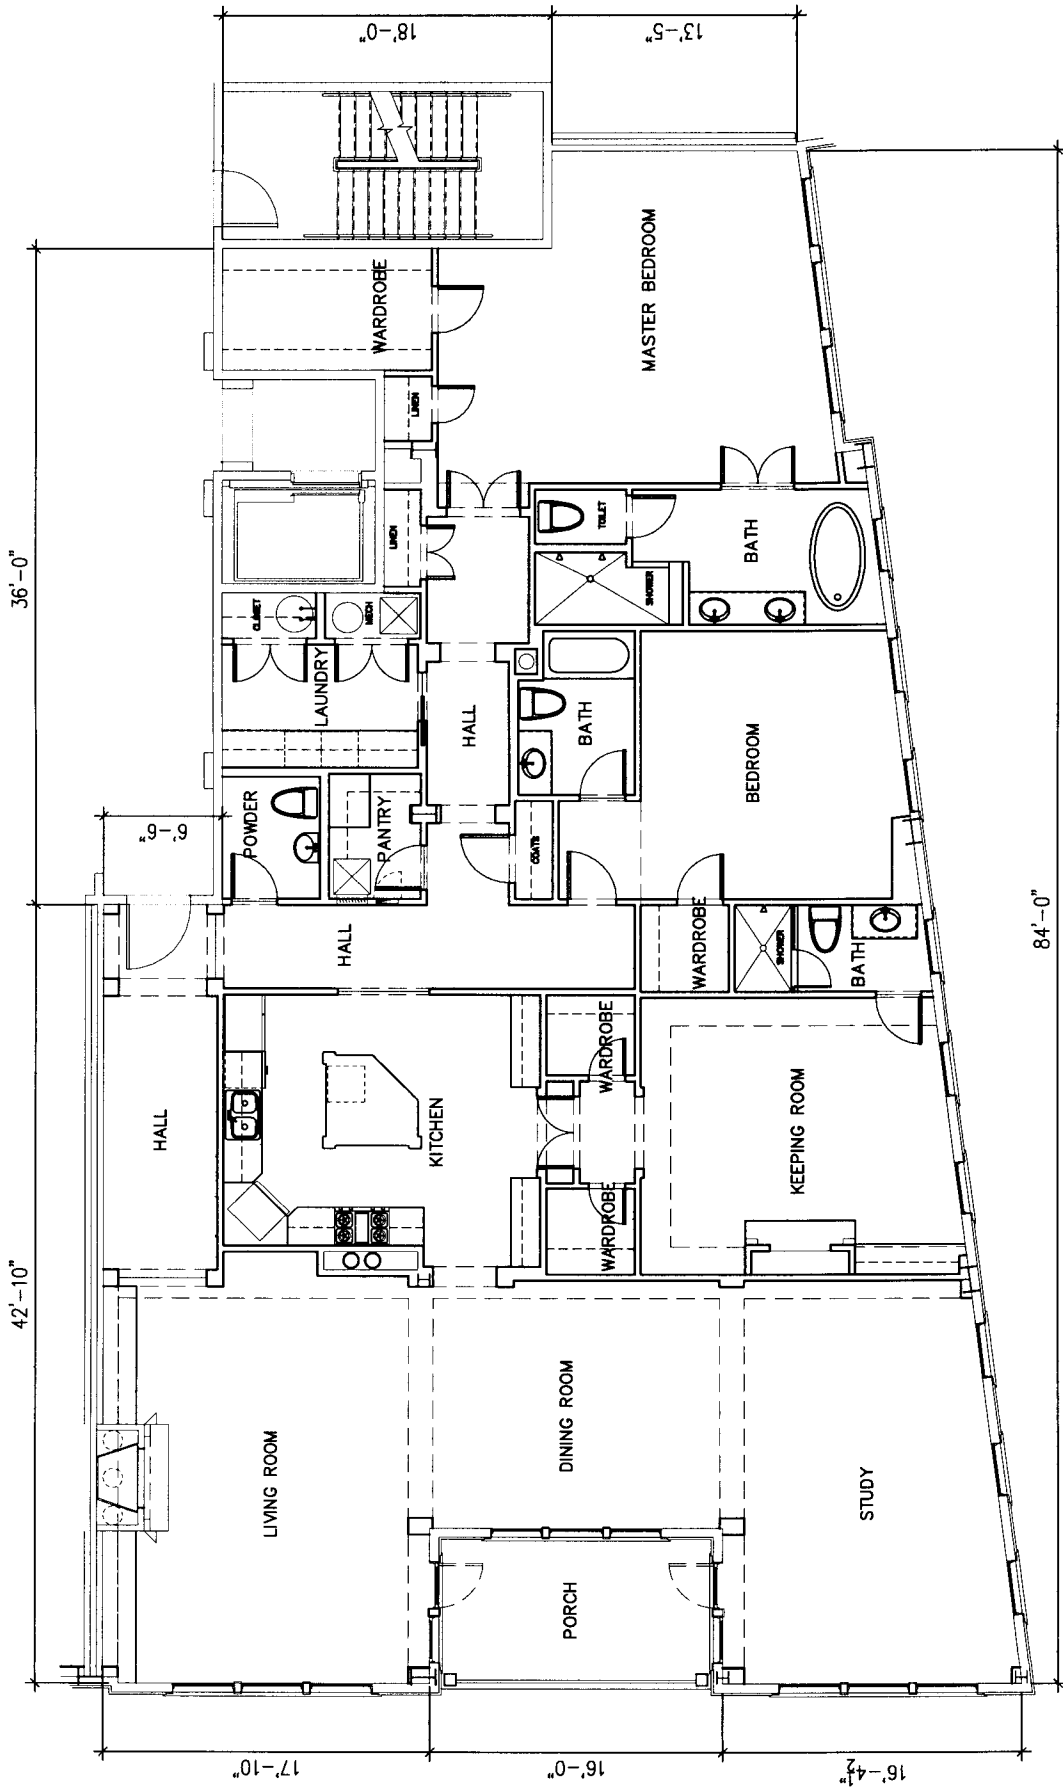 36'-0"
42'-10"
18'-0"
13'-5"
6'-6"
84'-0"
17'-10"
16'-0"
16'-4½"
WARDROBE
LINEN
MASTER BEDROOM
LINEN
TOILET
BATH
SHOWER
CLOSET
MECH
LAUNDRY
HALL
BATH
BEDROOM
POWDER
PANTRY
COATS
HALL
WARDROBE
SHOWER
BATH
HALL
KITCHEN
WARDROBE
WARDROBE
KEEPING ROOM
LIVING ROOM
DINING ROOM
STUDY
PORCH